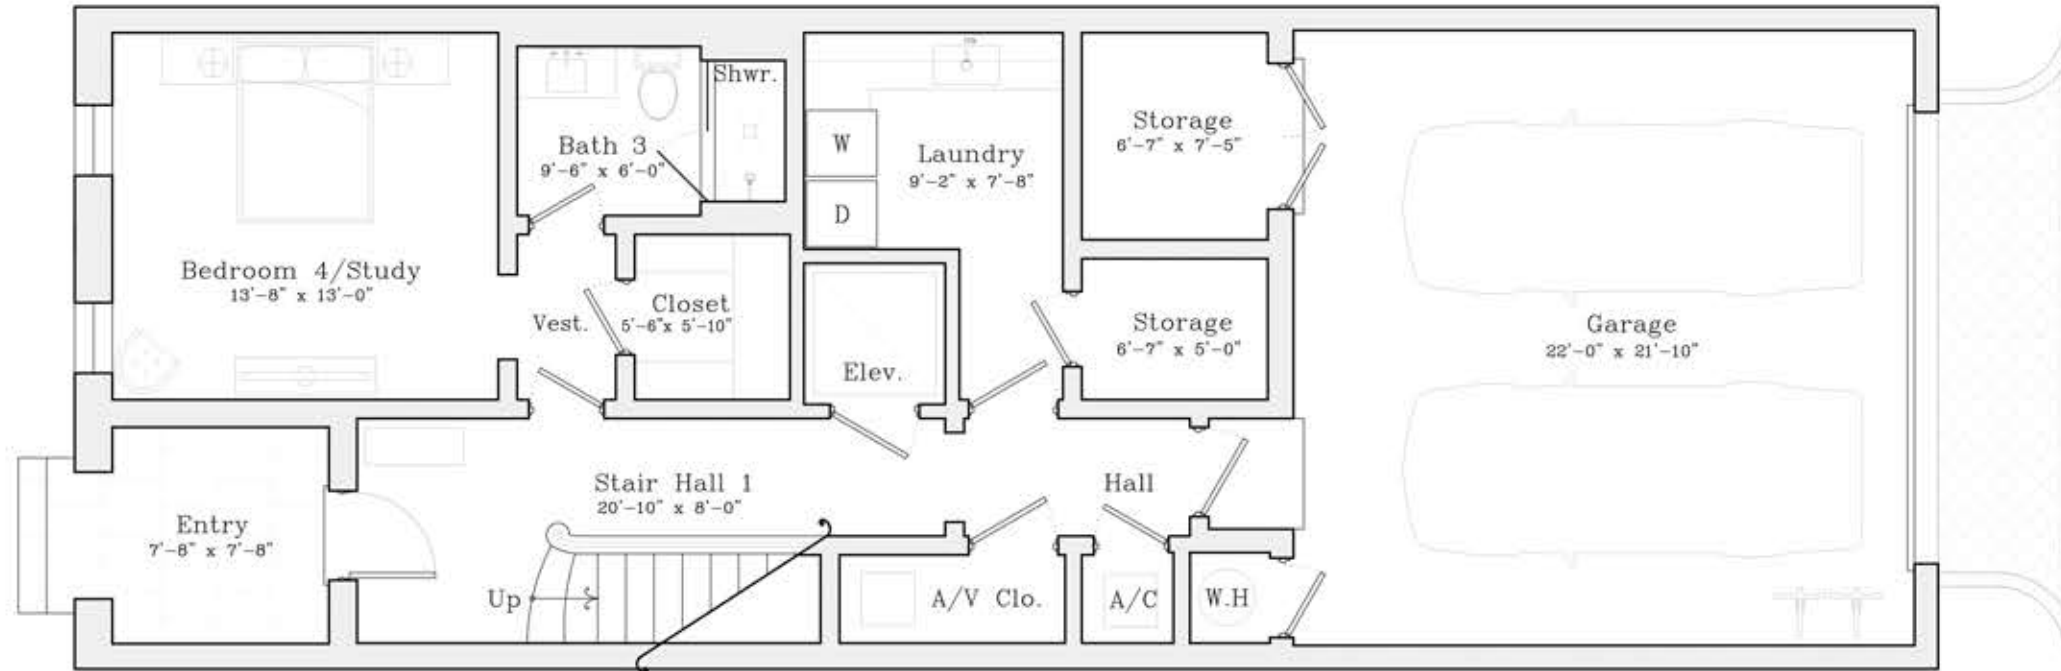 Shwr.
Bath 3
9'-6" x 6'-0"
W
D
Laundry
9'-2" x 7'-8"
Storage
6'-7" x 7'-5"
Bedroom 4/Study
13'-8" x 13'-0"
Vest.
Closet
5'-6"x 5'-10"
Elev.
Storage
6'-7" x 5'-0"
Garage
22'-0" x 21'-10"
Entry
7'-8" x 7'-8"
Stair Hall 1
20'-10" x 8'-0"
Hall
Up
A/V Clo.
A/C
W.H